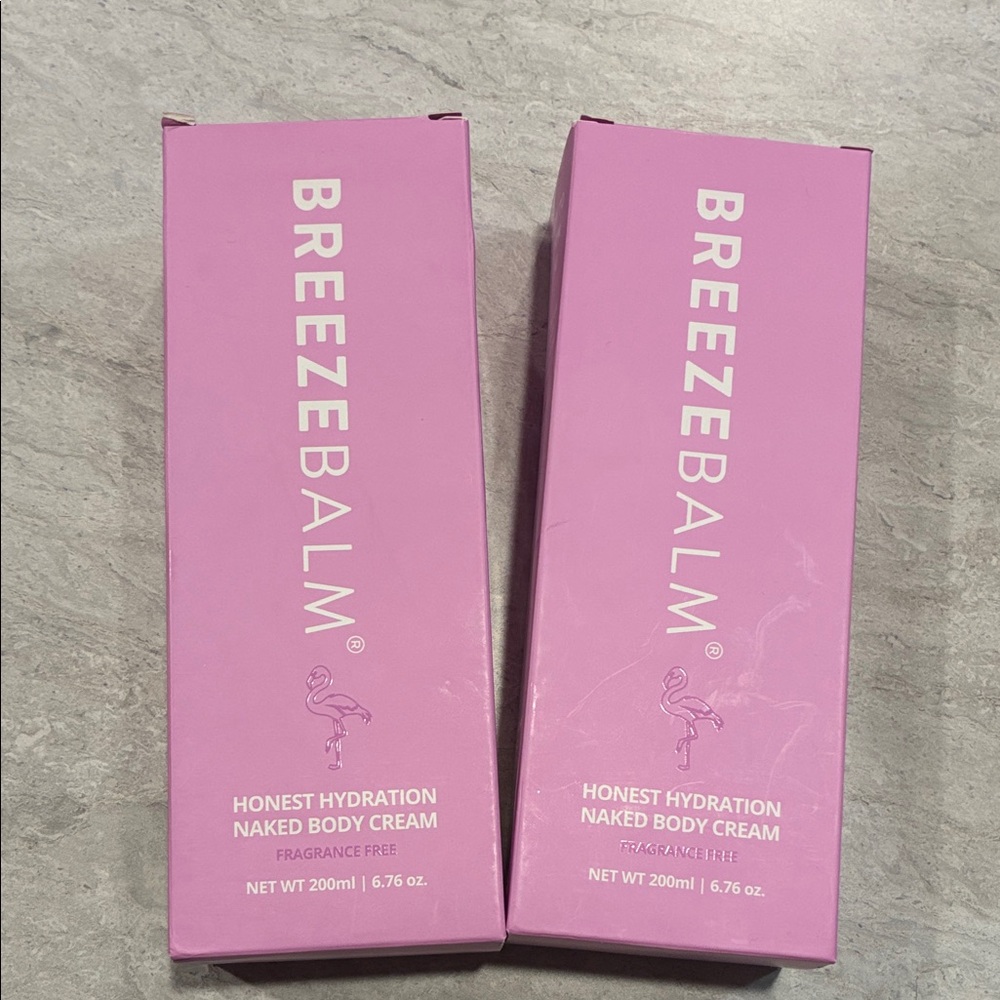 BREEZEBALM®
HONEST HYDRATION
NAKED BODY CREAM
FRAGRANCE FREE
NET WT 200ml | 6.76 oz.
BREEZEBALM®
HONEST HYDRATION
NAKED BODY CREAM
FRAGRANCE FREE
NET WT 200ml | 6.76 oz.